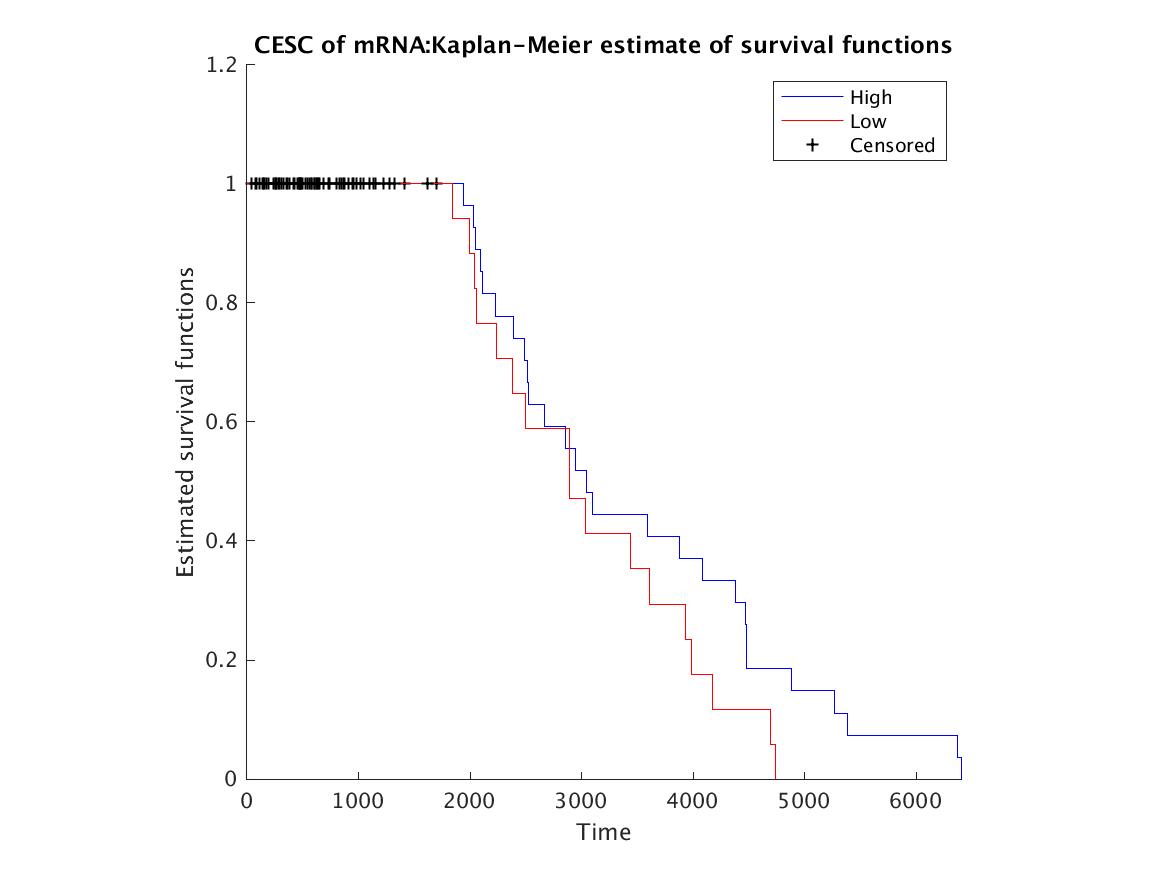 CESC of mRNA:Kaplan-Meier estimate of survival functions
1.2
1
0.8
0.6
0.4
0.2
0
Estimated survival functions
High
Low
Censored
0 1000 2000 3000 4000 5000 6000
Time